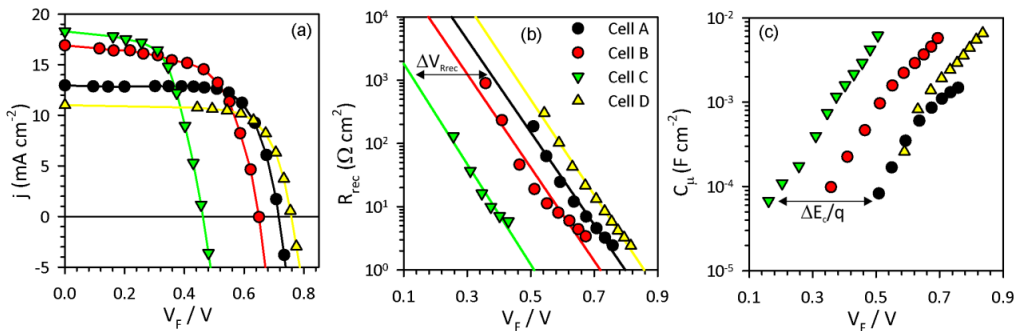 (a)
j (mA cm⁻²)
20
15
10
5
0
-5
0.0 0.2 0.4 0.6 0.8
V_F / V
(b)
R_rec (Ω cm²)
10⁴
10³
10²
10¹
10⁰
ΔV_Rrec
Cell A
Cell B
Cell C
Cell D
0.1 0.3 0.5 0.7 0.9
V_F / V
(c)
C_μ (F cm⁻²)
10⁻²
10⁻³
10⁻⁴
10⁻⁵
ΔE_c/q
0.1 0.3 0.5 0.7 0.9
V_F / V